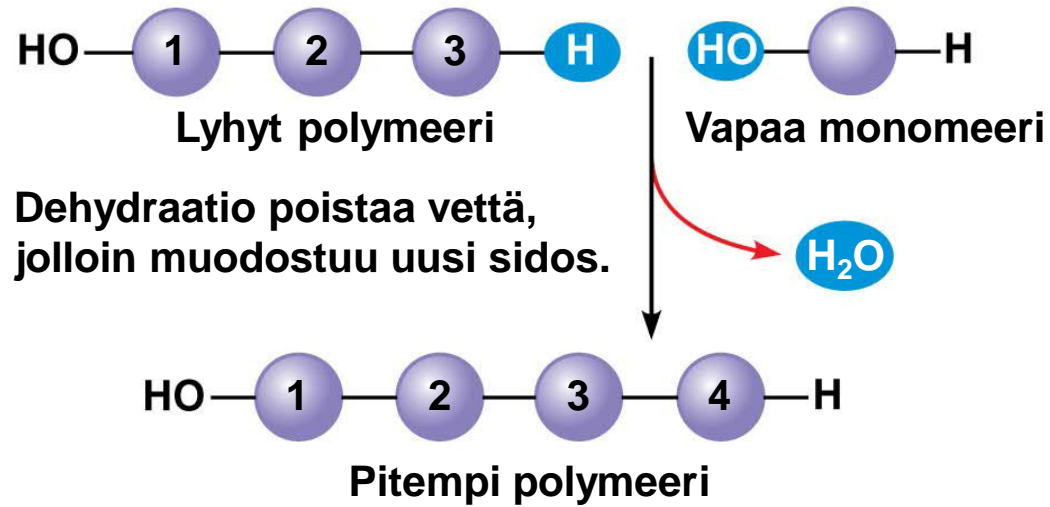 HO 1 2 3 H HO H
Lyhyt polymeeri Vapaa monomeeri
Dehydraatio poistaa vettä,
jolloin muodostuu uusi sidos.
H₂O
HO 1 2 3 4 H
Pitempi polymeeri